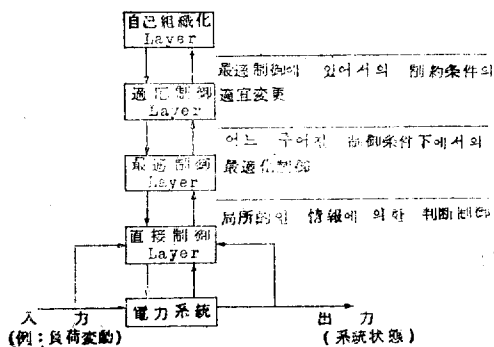 自己組紙化
Layer
最適制御에 있어서의 制約条件의
適宜変更
適応制御
Layer
어느 주어진 制御条件下에서의
最適化制御
最適制御
Layer
局所的인 情報에 의한 判断制御
直接制御
Layer
電力系統
入 力
(例:負荷変動)
出 力
(系統状態)